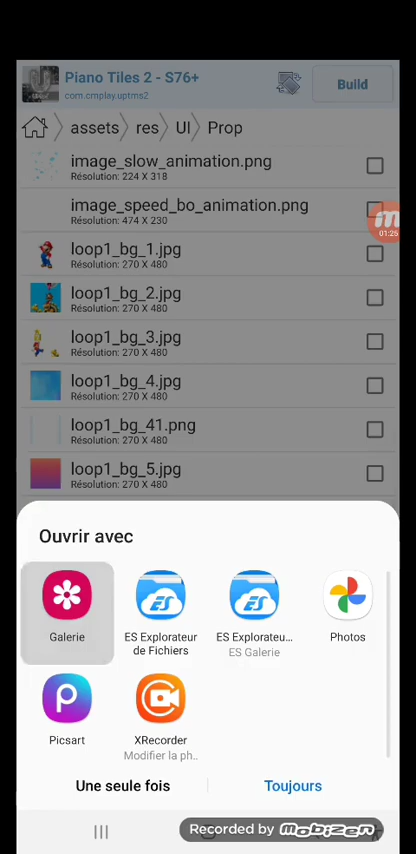 Piano Tiles 2 - S76+
com.cmplay.uptms2
Build
assets res UI Prop
image_slow_animation.png
Résolution: 224 X 318
image_speed_bo_animation.png
Résolution: 474 X 230
01:26
loop1_bg_1.jpg
Résolution: 270 X 480
loop1_bg_2.jpg
Résolution: 270 X 480
loop1_bg_3.jpg
Résolution: 270 X 480
loop1_bg_4.jpg
Résolution: 270 X 480
loop1_bg_41.png
Résolution: 270 X 480
loop1_bg_5.jpg
Résolution: 270 X 480
Ouvrir avec
Galerie
ES Explorateur
de Fichiers
ES Explorateu...
ES Galerie
Photos
Picsart
XRecorder
Modifier la ph..
Une seule fois
Toujours
Recorded by MOBIZEN